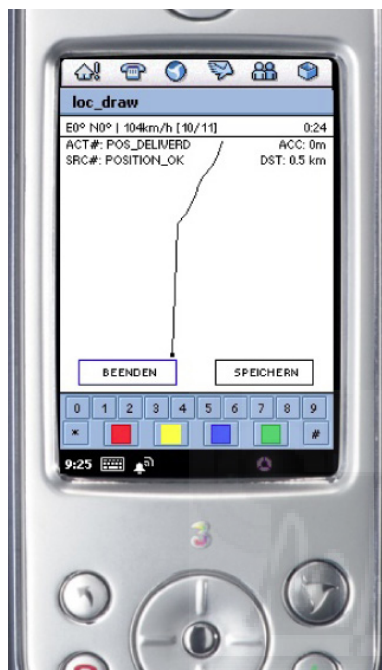 loc_draw
E0° N0° | 104km/h [10/11] 0:24
ACT#: POS_DELIVERD ACC: 0m
SRC#: POSITION_OK DST: 0.5 km
BEENDEN SPEICHERN
0 1 2 3 4 5 6 7 8 9
* #
9:25
3